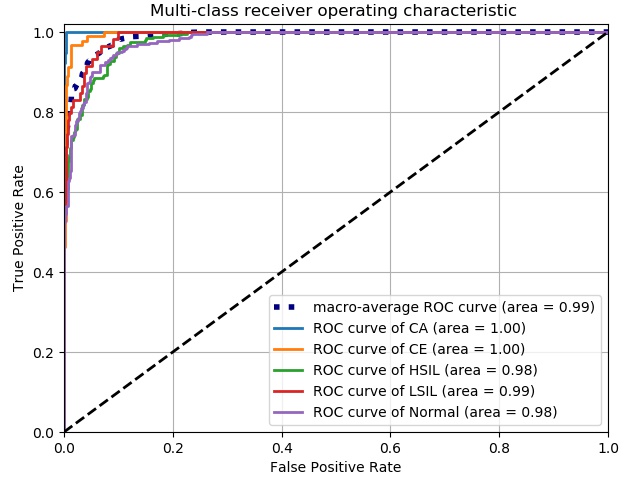 Multi-class receiver operating characteristic
1.0
0.8
0.6
0.4
0.2
0.0
True Positive Rate
macro-average ROC curve (area = 0.99)
ROC curve of CA (area = 1.00)
ROC curve of CE (area = 1.00)
ROC curve of HSIL (area = 0.98)
ROC curve of LSIL (area = 0.99)
ROC curve of Normal (area = 0.98)
0.0 0.2 0.4 0.6 0.8 1.0
False Positive Rate